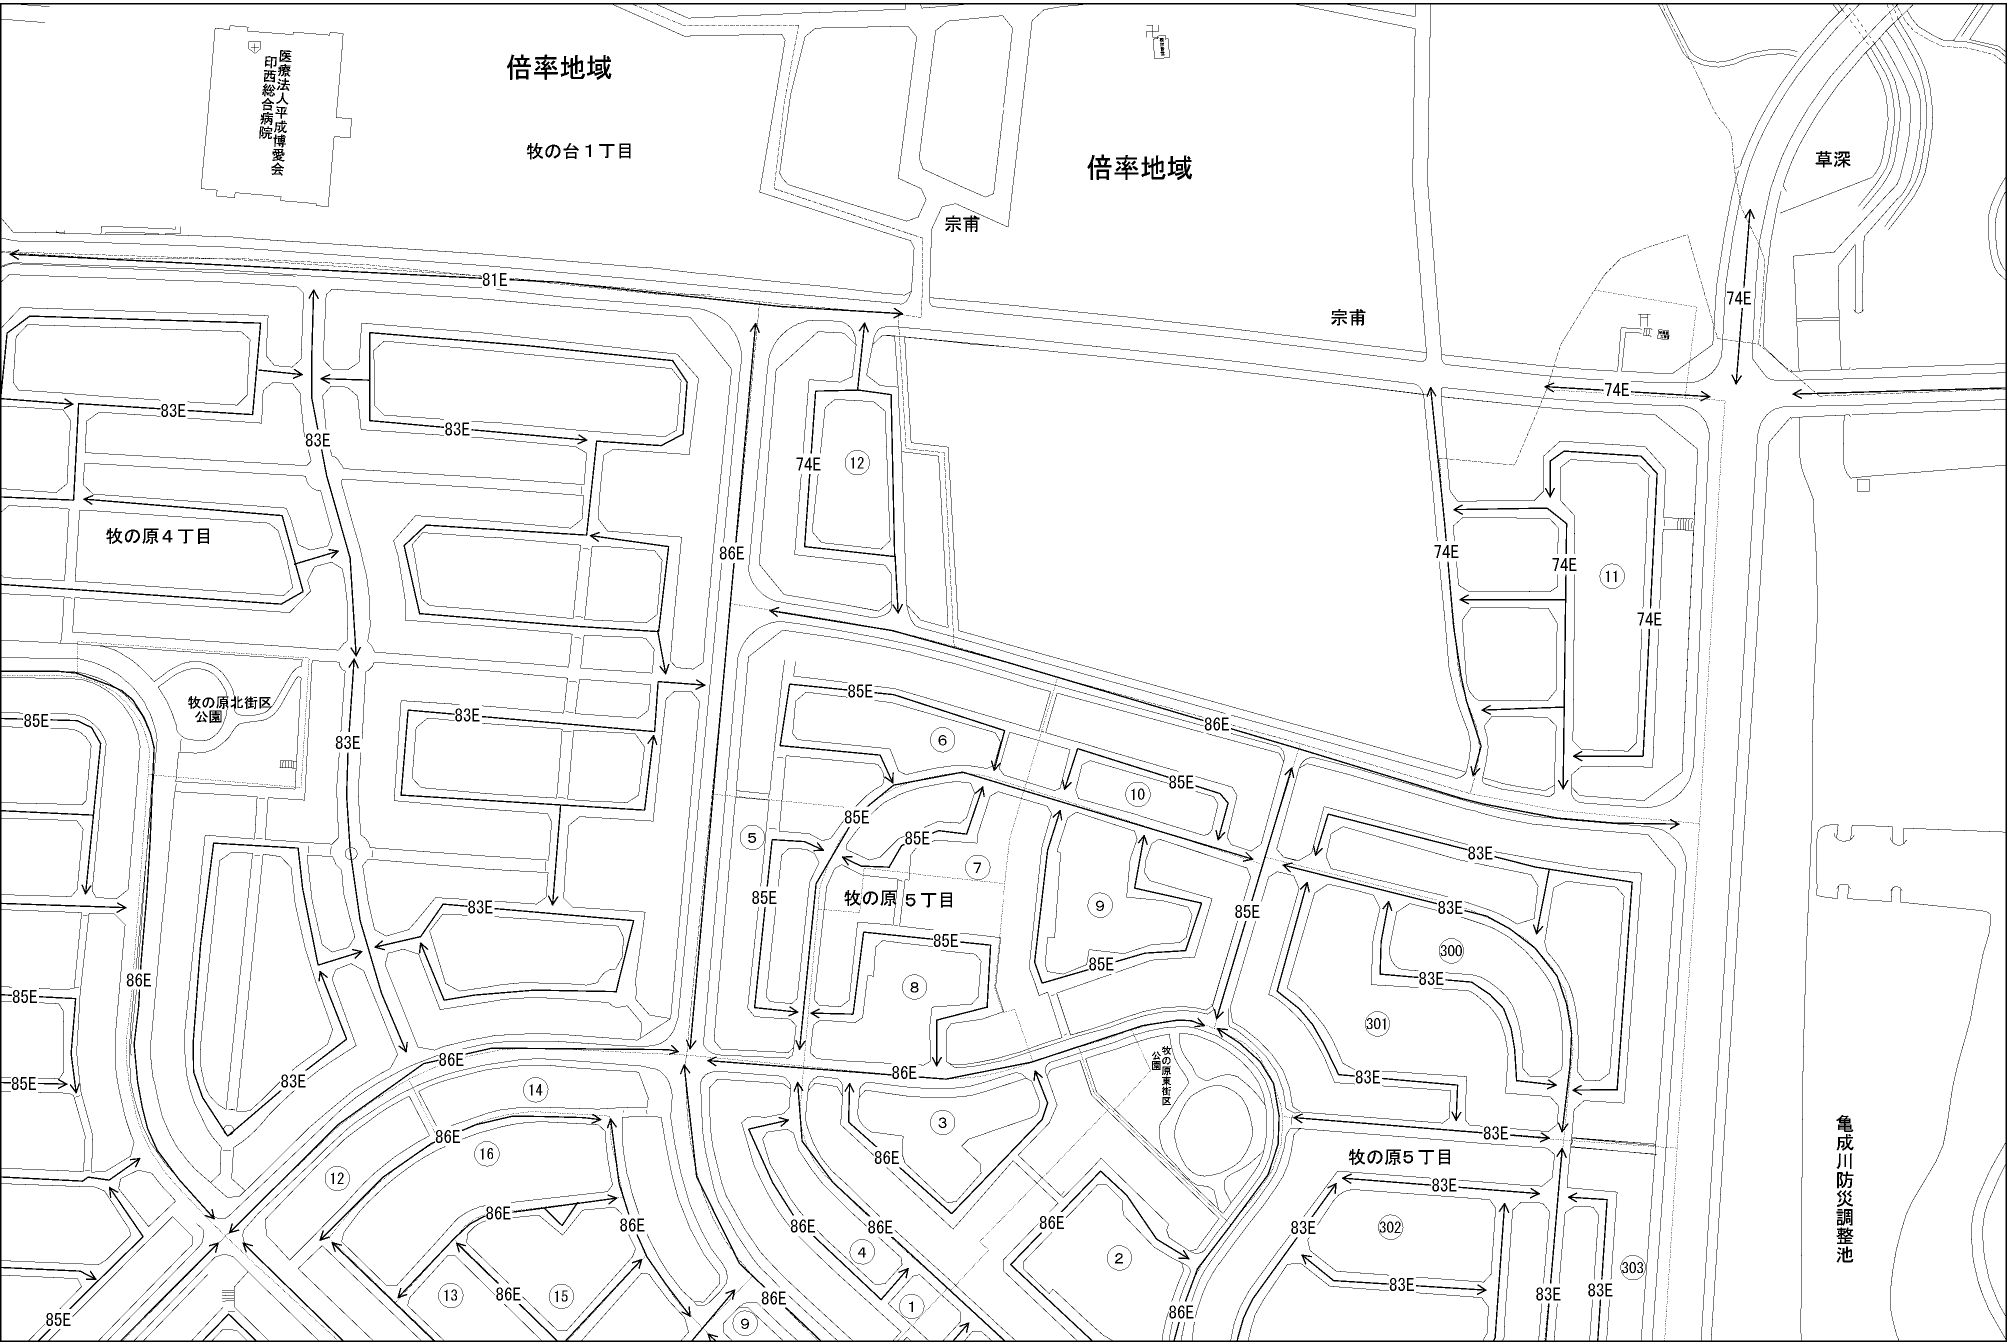 医療法人平成博愛会
印西総合病院
倍率地域
牧の台1丁目
倍率地域
草深
宗甫
宗甫
81E
74E
74E
83E
83E
83E
74E
⑫
牧の原4丁目
86E
74E
74E
⑪
74E
牧の原北街区
公園
85E
83E
83E
85E
⑥
86E
85E
⑩
⑤
85E
85E
⑦
牧の原5丁目
85E
⑨
85E
85E
85E
⑧
83E
83E
83E
300
83E
301
83E
86E
85E
85E
83E
86E
86E
牧の原東街区
公園
⑭
③
86E
83E
牧の原5丁目
86E
⑯
⑫
86E
86E
86E
86E
86E
④
②
83E
302
83E
83E
303
83E
83E
⑬
86E
⑮
86E
⑨
①
86E
85E
亀成川防災調整池